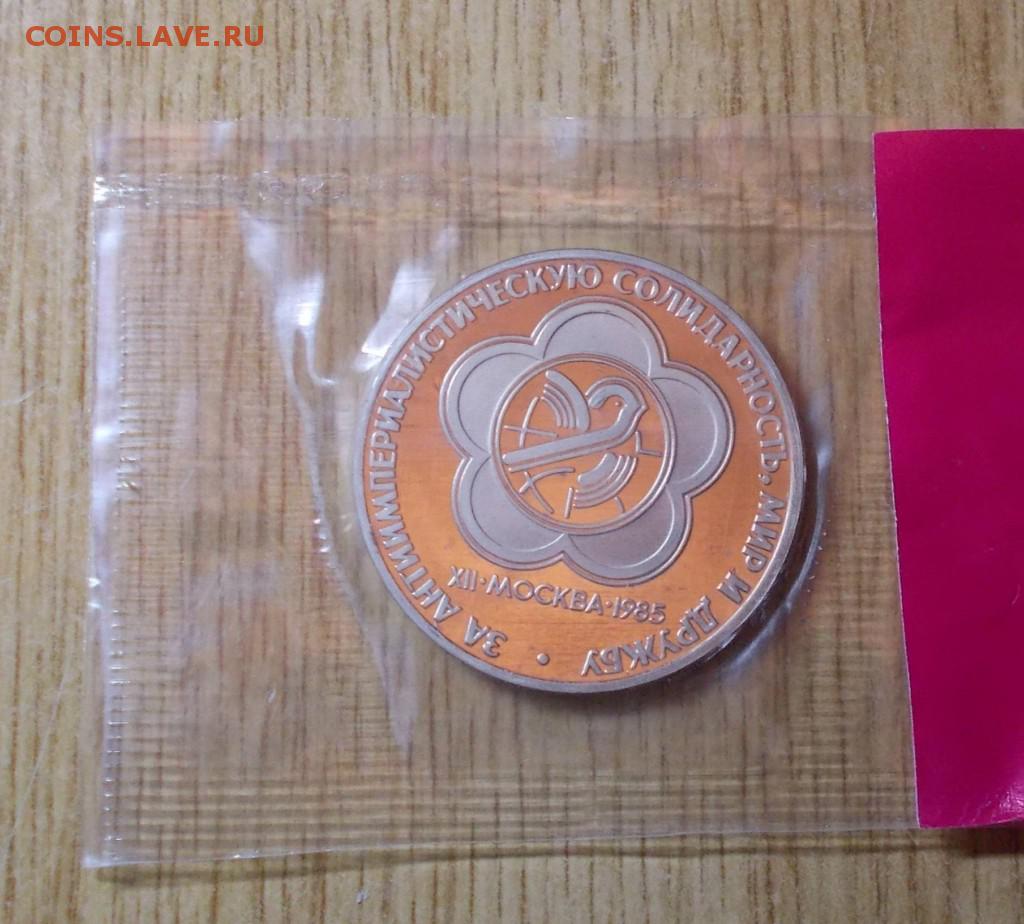 COINS.LAVE.RU
ЗА АНТИИМПЕРИАЛИСТИЧЕСКУЮ СОЛИДАРНОСТЬ, МИР И ДРУЖБУ •
XII•МОСКВА•1985